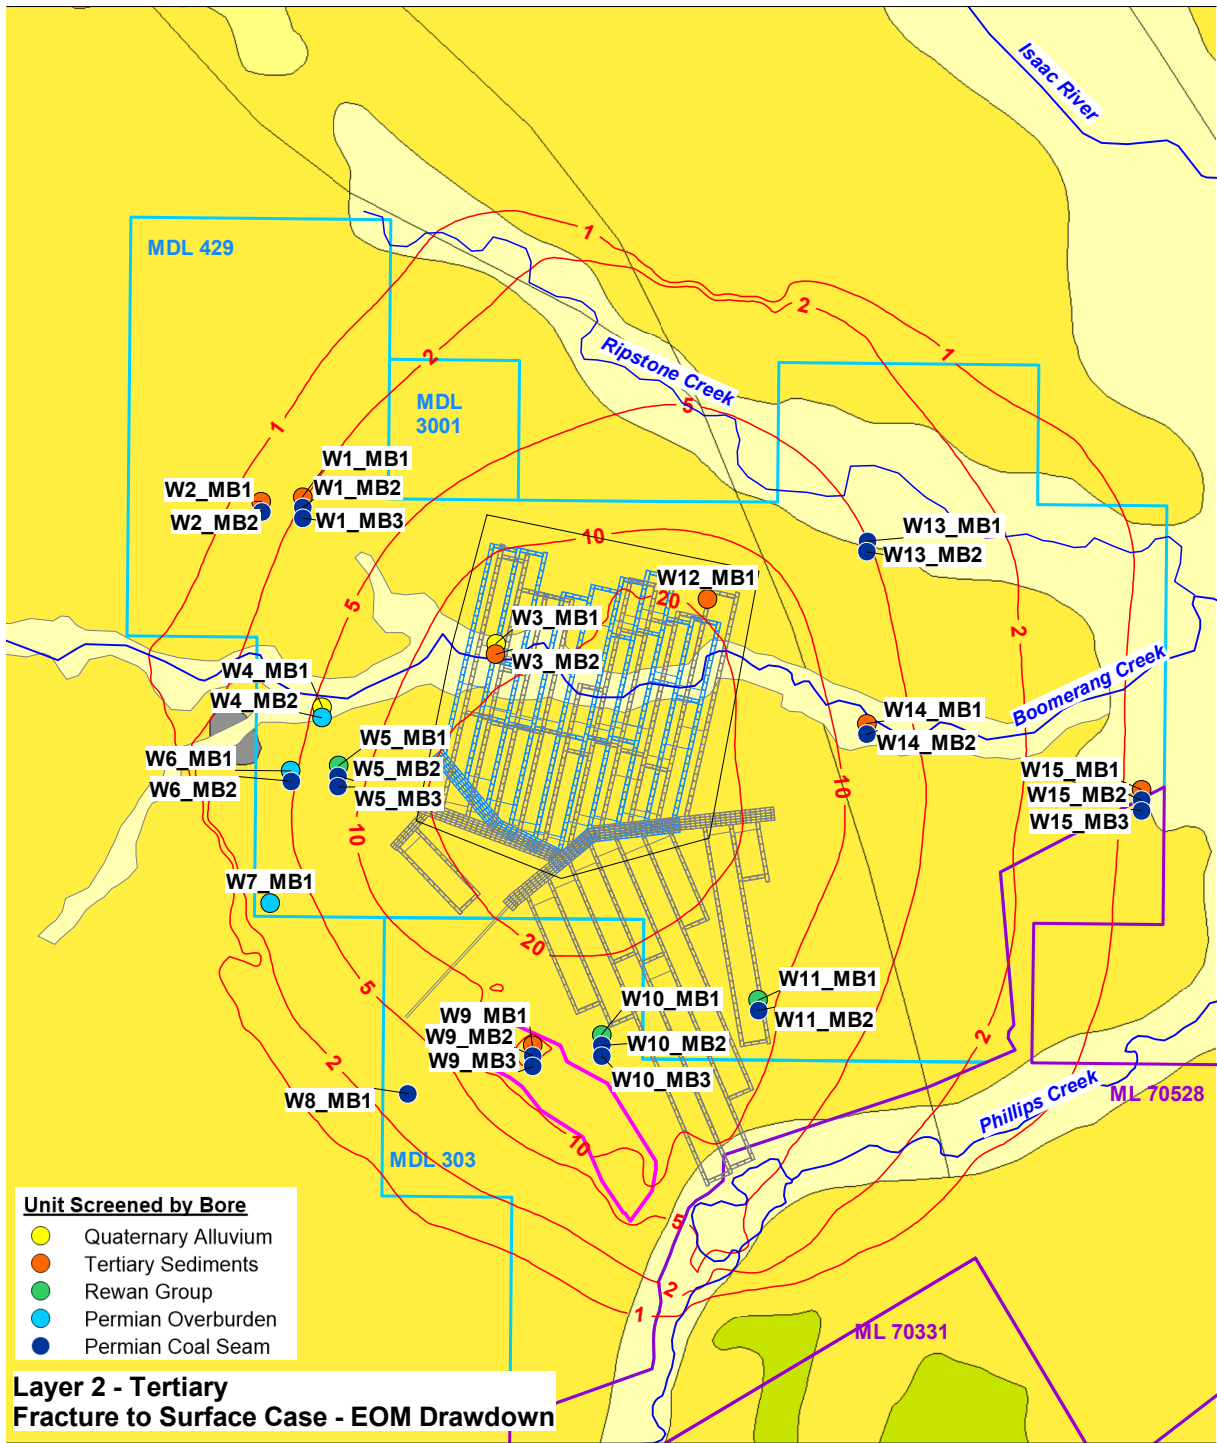 Isaac River
1
MDL 429
2
2
Ripstone Creek
1
MDL
3001
5
1
W1_MB1
W2_MB1
W1_MB2
W2_MB2
W1_MB3
W13_MB1
10
W13_MB2
W12_MB1
5
20
W3_MB1
2
W3_MB2
W4_MB1
Boomerang Creek
W4_MB2
W14_MB1
W5_MB1
W14_MB2
W6_MB1
W5_MB2
W15_MB1
W6_MB2
10
W15_MB2
W5_MB3
W15_MB3
10
W7_MB1
20
W11_MB1
5
W10_MB1
W9_MB1
W11_MB2
W9_MB2
2
W10_MB2
W9_MB3
2
W10_MB3
W8_MB1
ML 70528
Phillips Creek
10
MDL 303
5
2
1
ML 70331
Unit Screened by Bore
Quaternary Alluvium
Tertiary Sediments
Rewan Group
Permian Overburden
Permian Coal Seam
Layer 2 - Tertiary
Fracture to Surface Case - EOM Drawdown